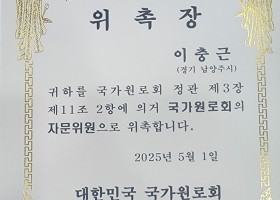 위촉장
이충근
(경기 남양주시)
귀하를 국가원로회 정관 제3장
제11조 2항에 의거 국가원로회의
자문위원으로 위촉합니다.
2025년 5월 1일
대한민국 국가원로회